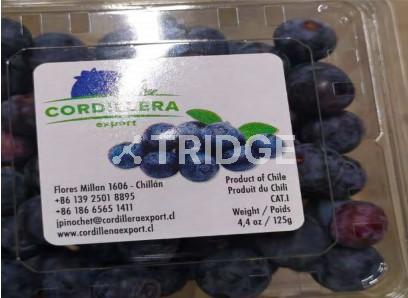 CORDILLERA
export
TRIDGE
Flores Millan 1606 - Chillán
+86 139 2501 8895
+86 186 6565 1411
jpinochet@cordilleraexport.cl
www.cordillenaexport.cl
Product of Chile
Produit du Chili
CAT.I
Weight / Poids
4,4 oz / 125g